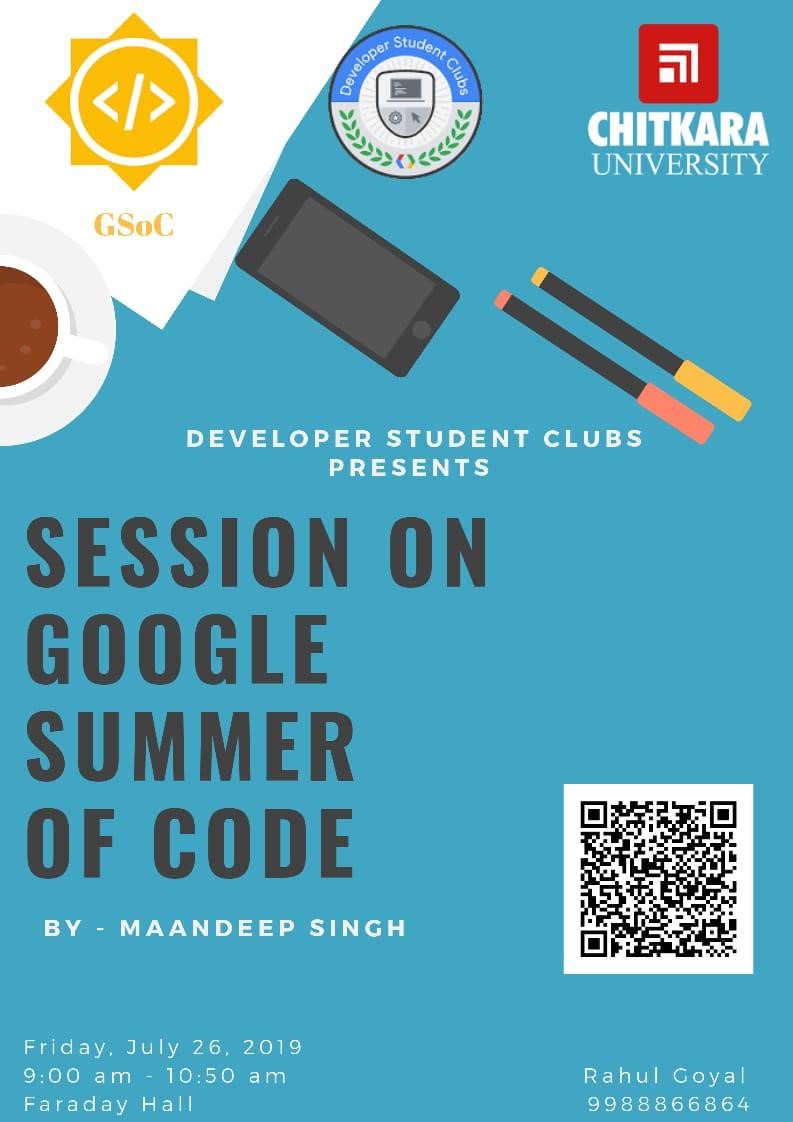 </>
GSoC
Developer Student Clubs
CHITKARA
UNIVERSITY
DEVELOPER STUDENT CLUBS
PRESENTS
SESSION ON
GOOGLE
SUMMER
OF CODE
BY - MAANDEEP SINGH
Friday, July 26, 2019
9:00 am - 10:50 am
Faraday Hall
Rahul Goyal
9988866864